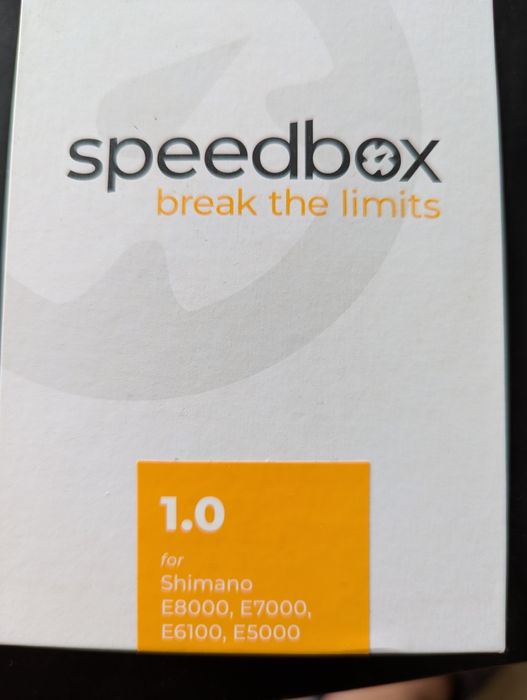 speedbox
break the limits
1.0
for
Shimano
E8000, E7000,
E6100, E5000